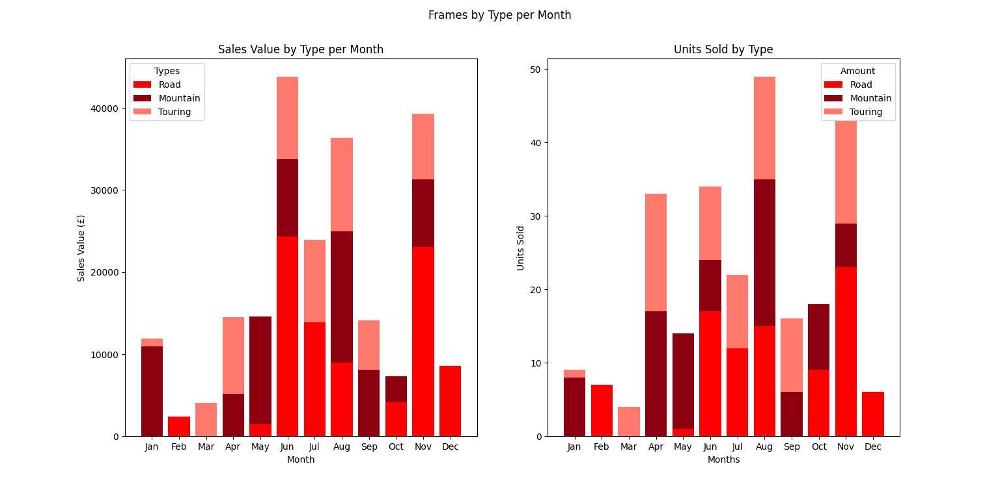 Frames by Type per Month
Sales Value by Type per Month
Types
Road
Mountain
Touring
40000
30000
20000
10000
0
Sales Value (£)
Jan Feb Mar Apr May Jun Jul Aug Sep Oct Nov Dec
Month
Units Sold by Type
Amount
Road
Mountain
Touring
50
40
30
20
10
0
Units Sold
Jan Feb Mar Apr May Jun Jul Aug Sep Oct Nov Dec
Months